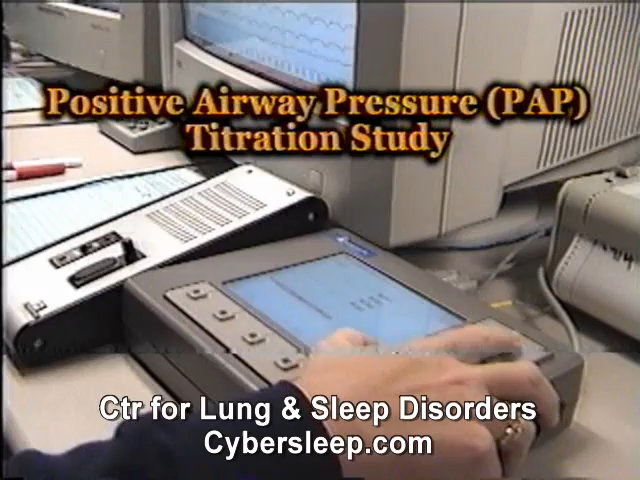 Positive Airway Pressure (PAP)
Titration Study
Ctr for Lung & Sleep Disorders
Cybersleep.com